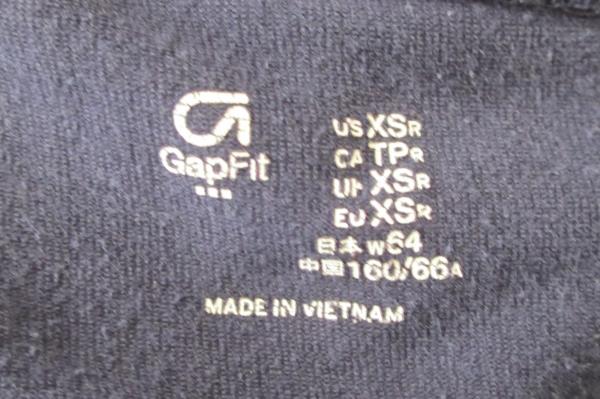 GapFit
US XSR
CA TPR
UK XSR
EU XSR
日本 W64
中国 160/66A
MADE IN VIETNAM